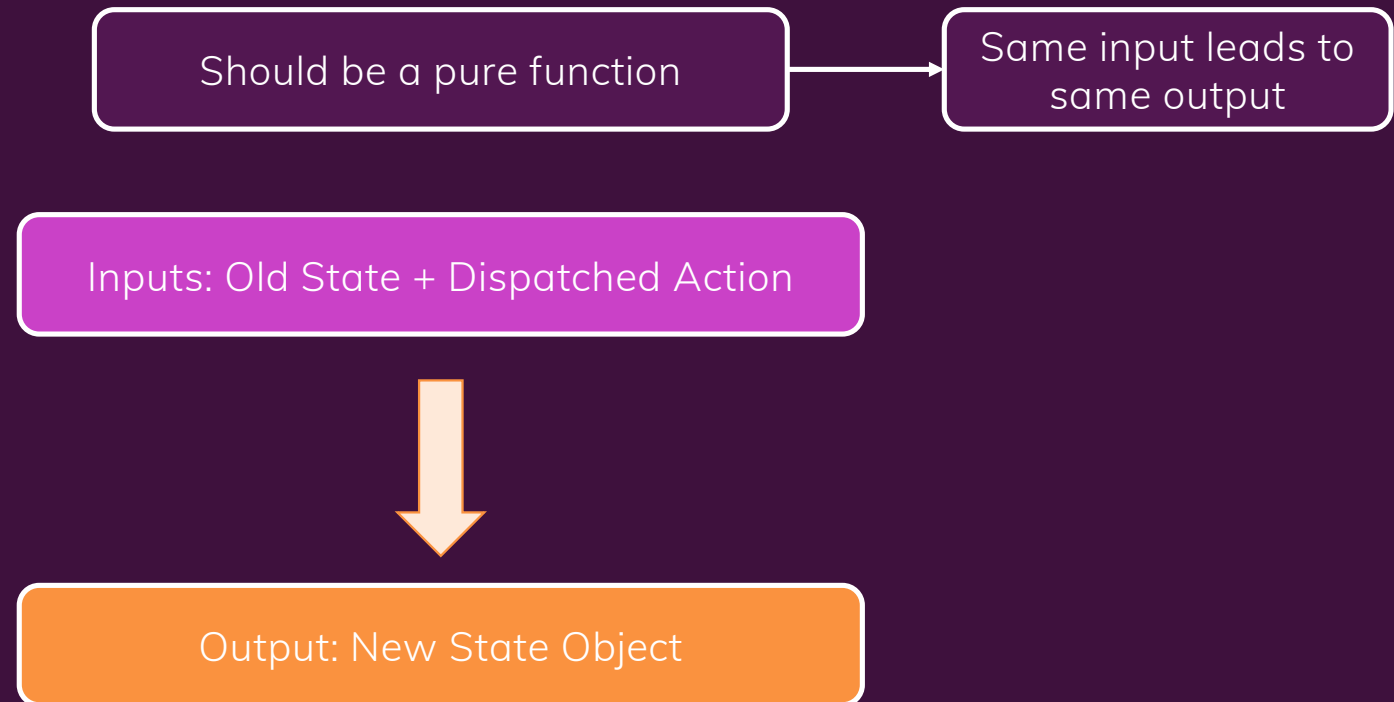 Should be a pure function
Same input leads to
same output
Inputs: Old State + Dispatched Action
Output: New State Object